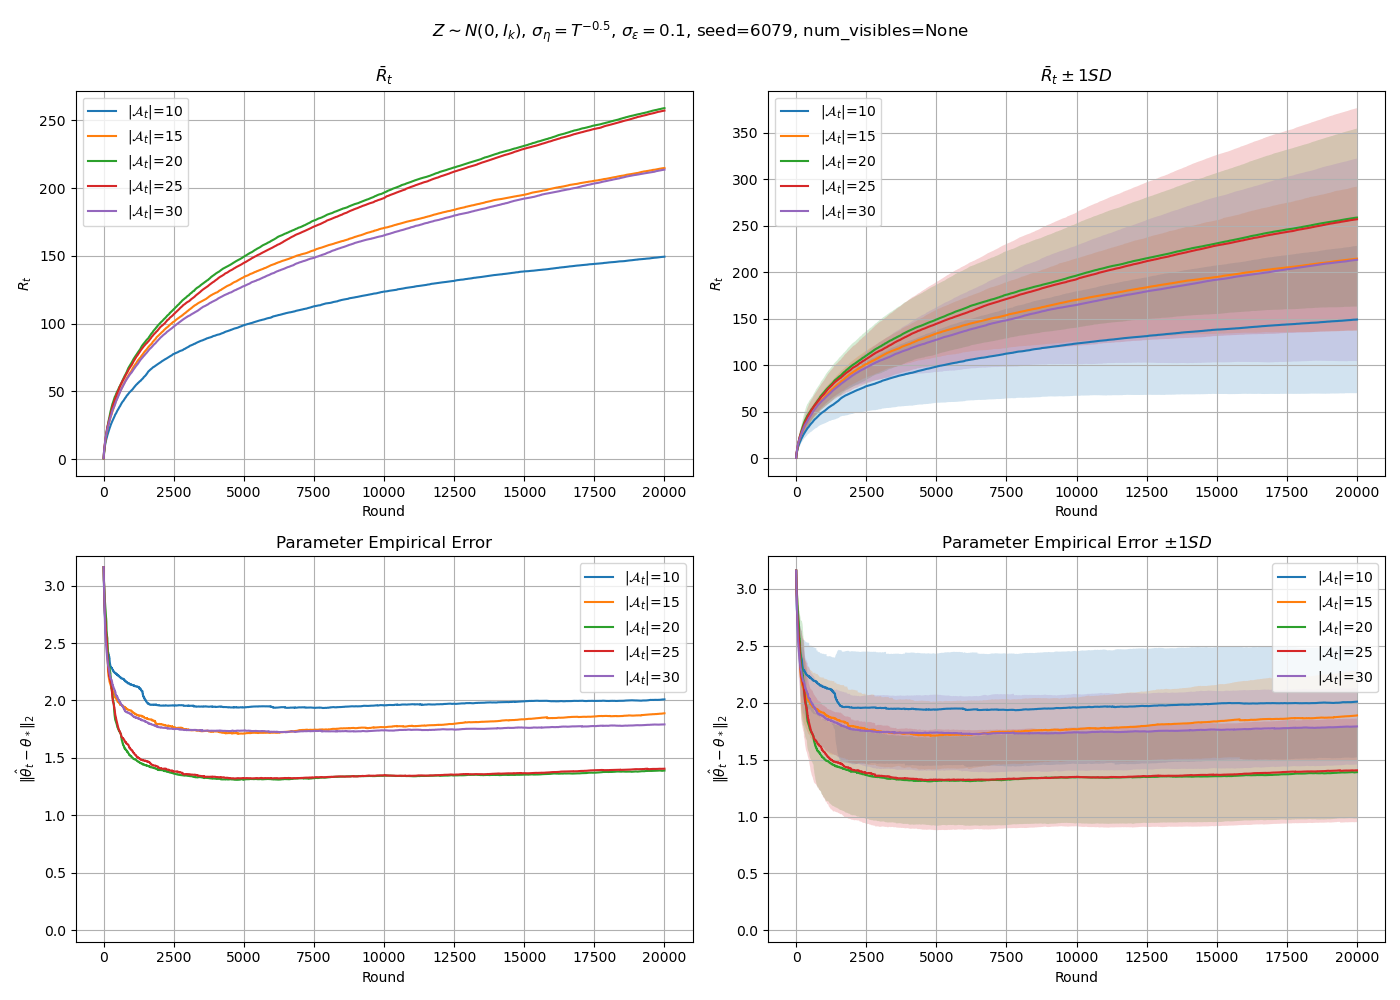 Z ∼ N(0, I_k), σ_η = T^{−0.5}, σ_ε = 0.1, seed=6079, num_visibles=None
R̄_t
R_t
250
200
150
100
50
0
|𝒜_t|=10
|𝒜_t|=15
|𝒜_t|=20
|𝒜_t|=25
|𝒜_t|=30
0 2500 5000 7500 10000 12500 15000 17500 20000
Round
R̄_t ± 1SD
R_t
350
300
250
200
150
100
50
0
|𝒜_t|=10
|𝒜_t|=15
|𝒜_t|=20
|𝒜_t|=25
|𝒜_t|=30
0 2500 5000 7500 10000 12500 15000 17500 20000
Round
Parameter Empirical Error
‖θ̂_t − θ_*‖_2
3.0
2.5
2.0
1.5
1.0
0.5
0.0
|𝒜_t|=10
|𝒜_t|=15
|𝒜_t|=20
|𝒜_t|=25
|𝒜_t|=30
0 2500 5000 7500 10000 12500 15000 17500 20000
Round
Parameter Empirical Error ±1SD
‖θ̂_t − θ_*‖_2
3.0
2.5
2.0
1.5
1.0
0.5
0.0
|𝒜_t|=10
|𝒜_t|=15
|𝒜_t|=20
|𝒜_t|=25
|𝒜_t|=30
0 2500 5000 7500 10000 12500 15000 17500 20000
Round